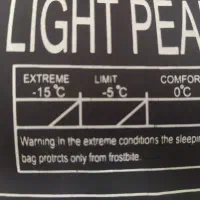 LIGHT PEA
EXTREME LIMIT COMFOR
-15°C -5°C 0°C
Warning in the extreme conditions the sleepin
bag protrcts only from frostbite.